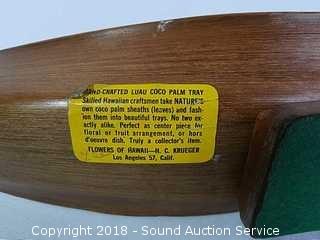 HAND-CRAFTED LUAU COCO PALM TRAY
Skilled Hawaiian craftsmen take NATURE'S
own coco palm sheaths (leaves) and fash-
ion them into beautiful trays. No two ex-
actly alike. Perfect as center piece for
floral or fruit arrangement, or hors
d'oeuvre dish. Truly a collector's item.
FLOWERS OF HAWAII—H. C. KRUEGER
Los Angeles 57, Calif.
Copyright 2018 - Sound Auction Service